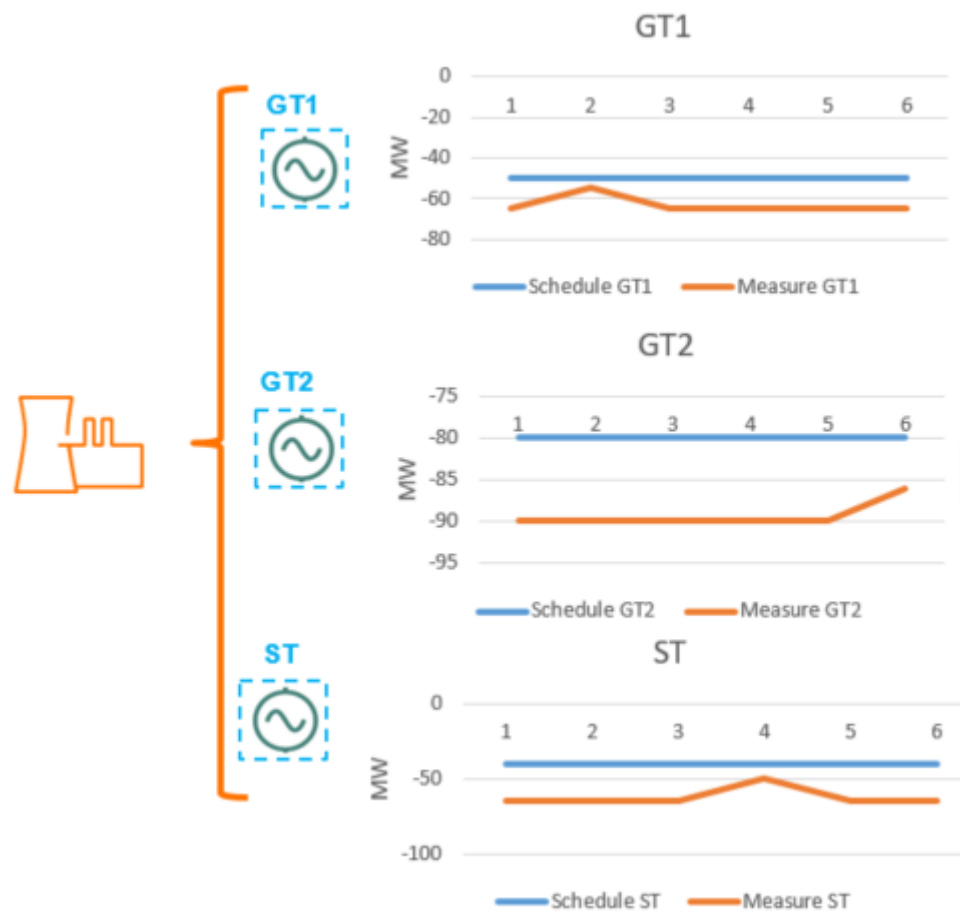 GT1
GT1
0
1 2 3 4 5 6
-20
-40
-60
-80
MW
Schedule GT1 Measure GT1
GT2
GT2
-75
1 2 3 4 5 6
-80
-85
-90
-95
MW
Schedule GT2 Measure GT2
ST
ST
0
1 2 3 4 5 6
-50
-100
MW
Schedule ST Measure ST